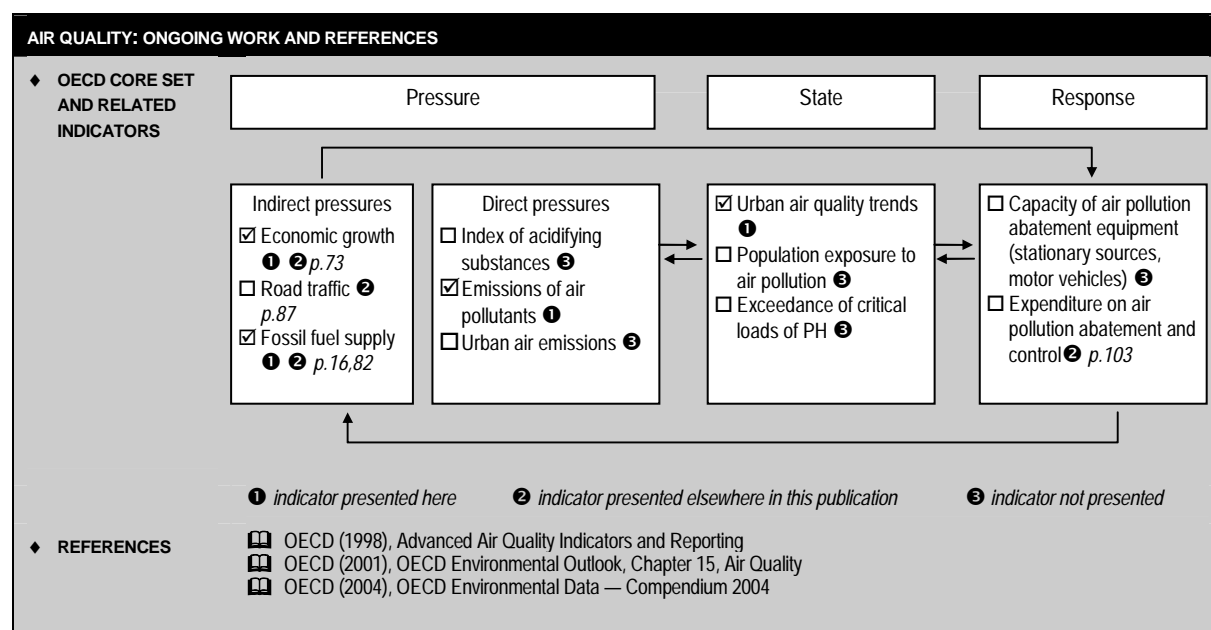 AIR QUALITY: ONGOING WORK AND REFERENCES
♦ OECD CORE SET
AND RELATED
INDICATORS
Pressure
State
Response
Indirect pressures
☑ Economic growth
❶ ❷ p.73
☐ Road traffic ❷
p.87
☑ Fossil fuel supply
❶ ❷ p.16,82
Direct pressures
☐ Index of acidifying
substances ❸
☑ Emissions of air
pollutants ❶
☐ Urban air emissions ❸
☑ Urban air quality trends
❶
☐ Population exposure to
air pollution ❸
☐ Exceedance of critical
loads of PH ❸
☐ Capacity of air pollution
abatement equipment
(stationary sources,
motor vehicles) ❸
☐ Expenditure on air
pollution abatement and
control❷ p.103
❶ indicator presented here ❷ indicator presented elsewhere in this publication ❸ indicator not presented
♦ REFERENCES
🕮 OECD (1998), Advanced Air Quality Indicators and Reporting
🕮 OECD (2001), OECD Environmental Outlook, Chapter 15, Air Quality
🕮 OECD (2004), OECD Environmental Data — Compendium 2004